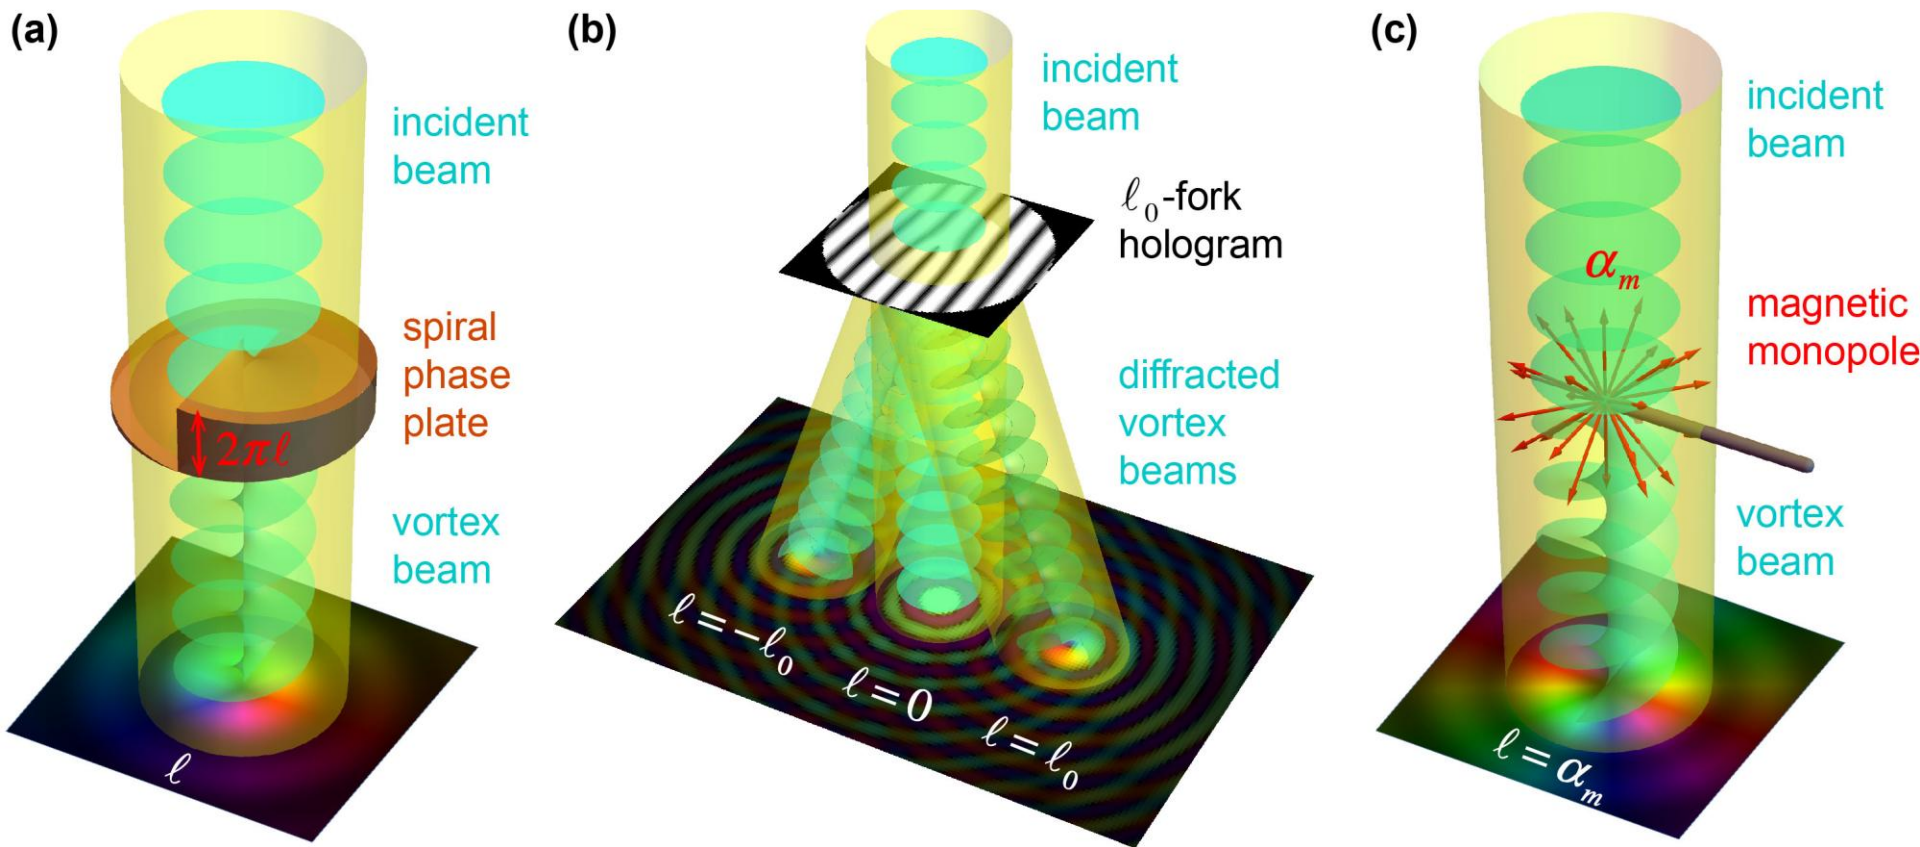 (a)
incident
beam
spiral
phase
plate
2πℓ
vortex
beam
ℓ
(b)
incident
beam
ℓ₀-fork
hologram
diffracted
vortex
beams
ℓ=-ℓ₀
ℓ=0
ℓ=ℓ₀
(c)
incident
beam
αₘ
magnetic
monopole
vortex
beam
ℓ=αₘ